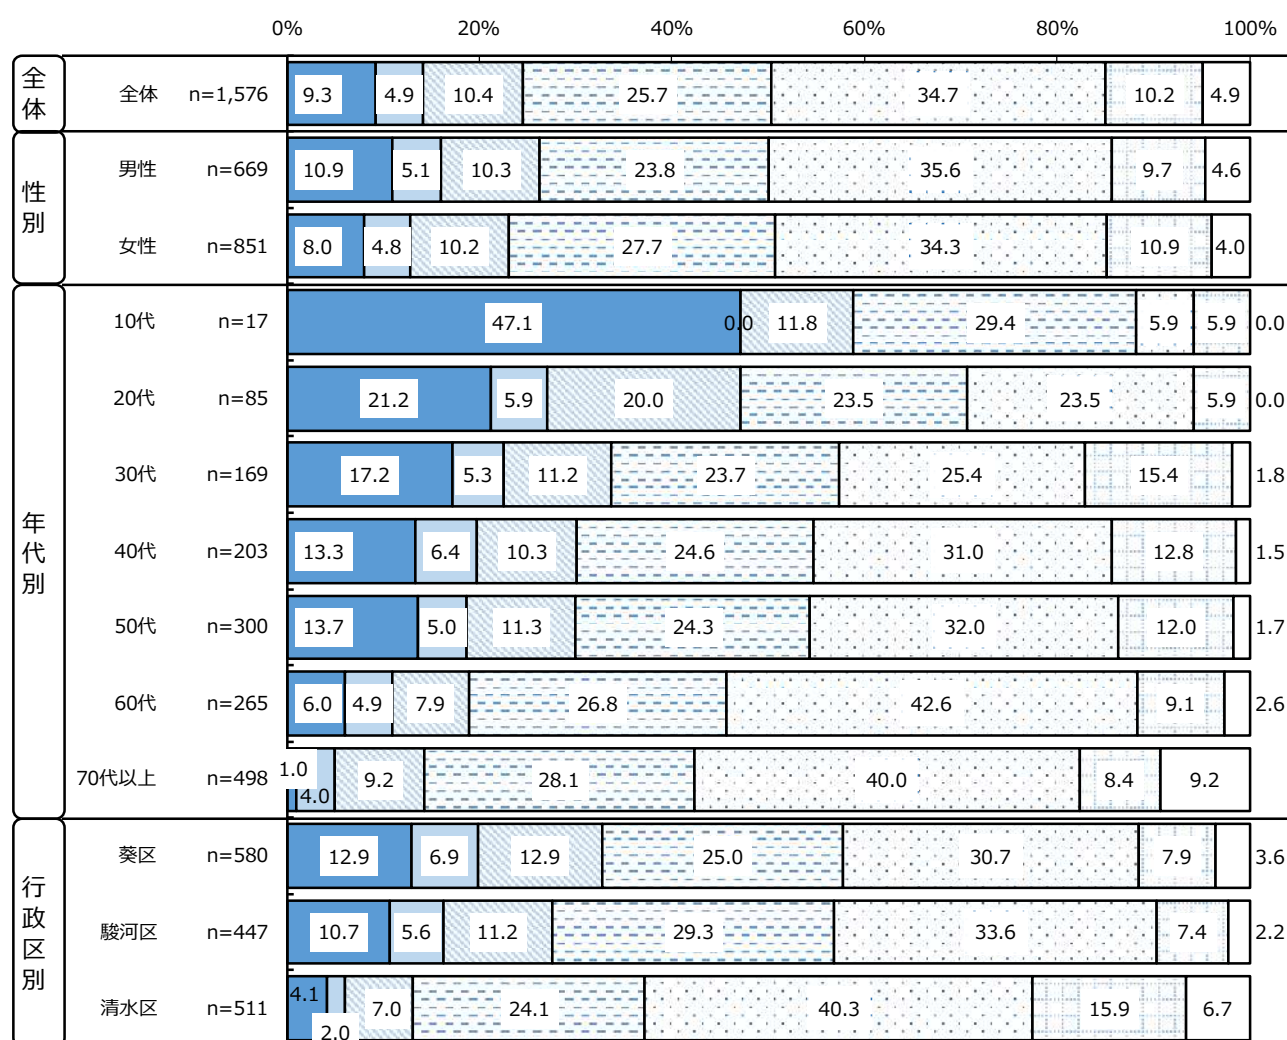 0% 20% 40% 60% 80% 100%
全体
全体 n=1,576 9.3 4.9 10.4 25.7 34.7 10.2 4.9
性別
男性 n=669 10.9 5.1 10.3 23.8 35.6 9.7 4.6
女性 n=851 8.0 4.8 10.2 27.7 34.3 10.9 4.0
年代別
10代 n=17 47.1 0.0 11.8 29.4 5.9 5.9 0.0
20代 n=85 21.2 5.9 20.0 23.5 23.5 5.9 0.0
30代 n=169 17.2 5.3 11.2 23.7 25.4 15.4 1.8
40代 n=203 13.3 6.4 10.3 24.6 31.0 12.8 1.5
50代 n=300 13.7 5.0 11.3 24.3 32.0 12.0 1.7
60代 n=265 6.0 4.9 7.9 26.8 42.6 9.1 2.6
70代以上 n=498 1.0 4.0 9.2 28.1 40.0 8.4 9.2
行政区別
葵区 n=580 12.9 6.9 12.9 25.0 30.7 7.9 3.6
駿河区 n=447 10.7 5.6 11.2 29.3 33.6 7.4 2.2
清水区 n=511 4.1 2.0 7.0 24.1 40.3 15.9 6.7